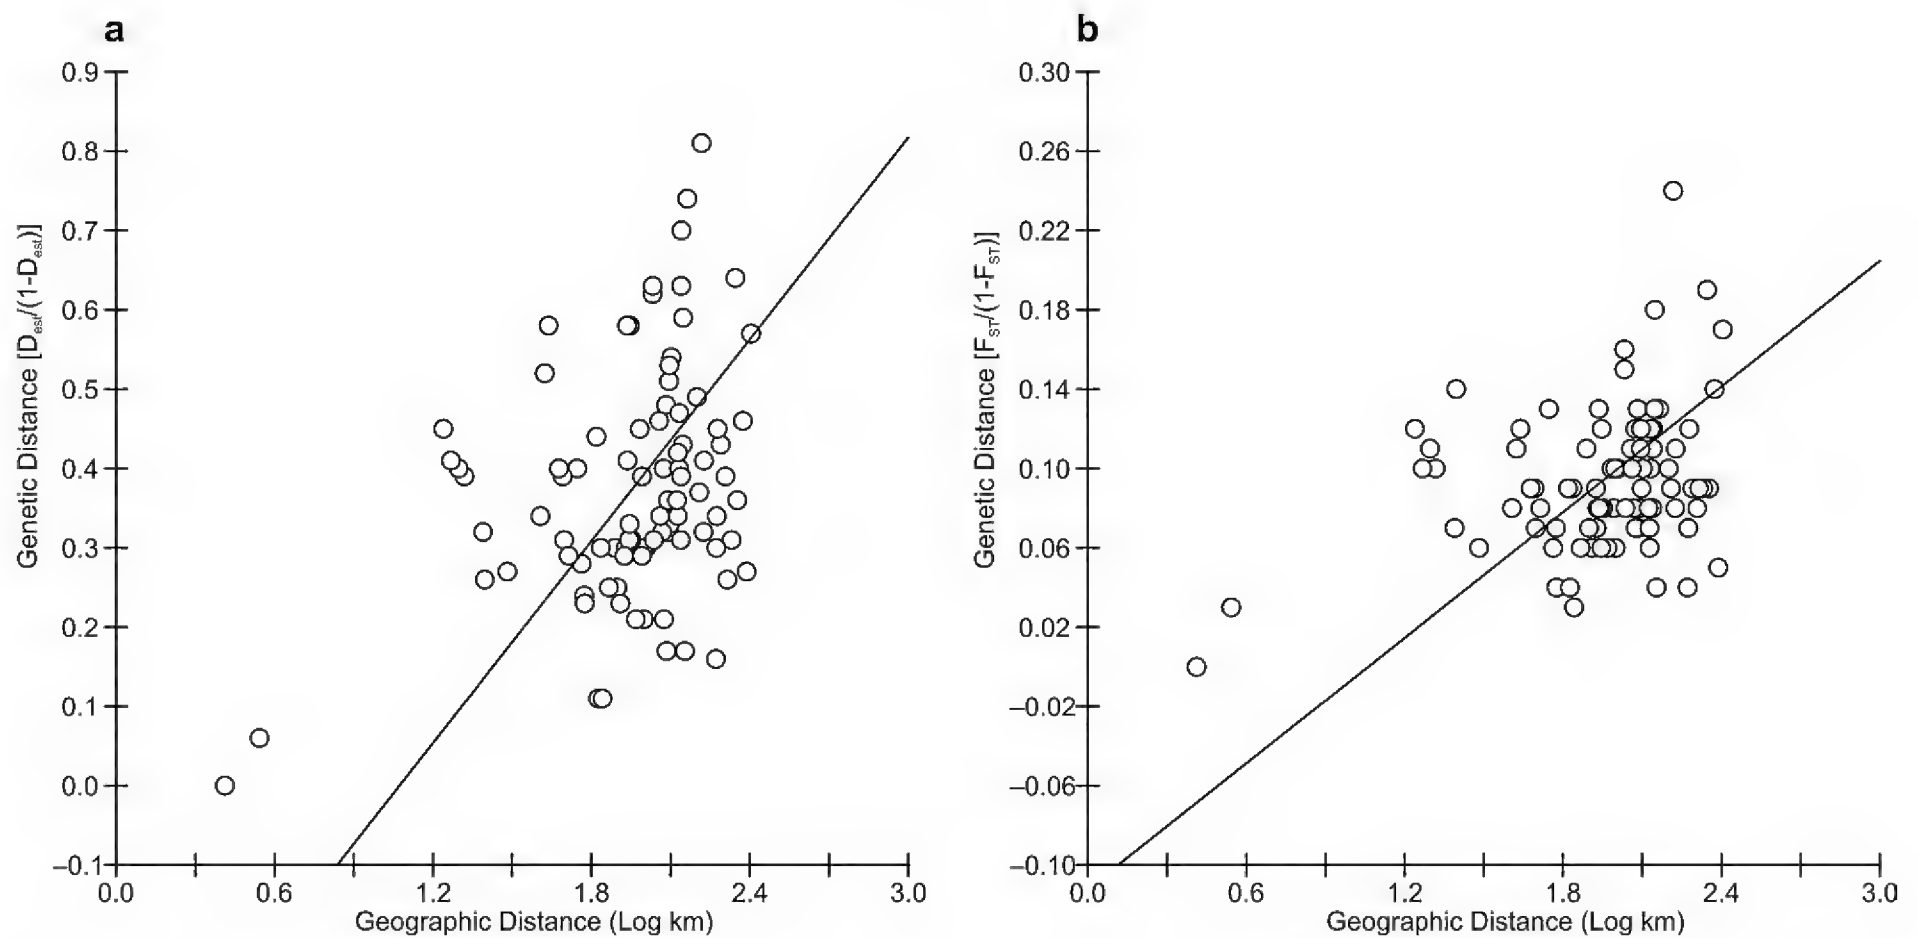 a
0.9
0.8
0.7
0.6
0.5
0.4
0.3
0.2
0.1
0.0
–0.1
Genetic Distance [Dest/(1-Dest)]
0.0 0.6 1.2 1.8 2.4 3.0
Geographic Distance (Log km)
b
0.30
0.26
0.22
0.18
0.14
0.10
0.06
0.02
–0.02
–0.06
–0.10
Genetic Distance [FST/(1-FST)]
0.0 0.6 1.2 1.8 2.4 3.0
Geographic Distance (Log km)